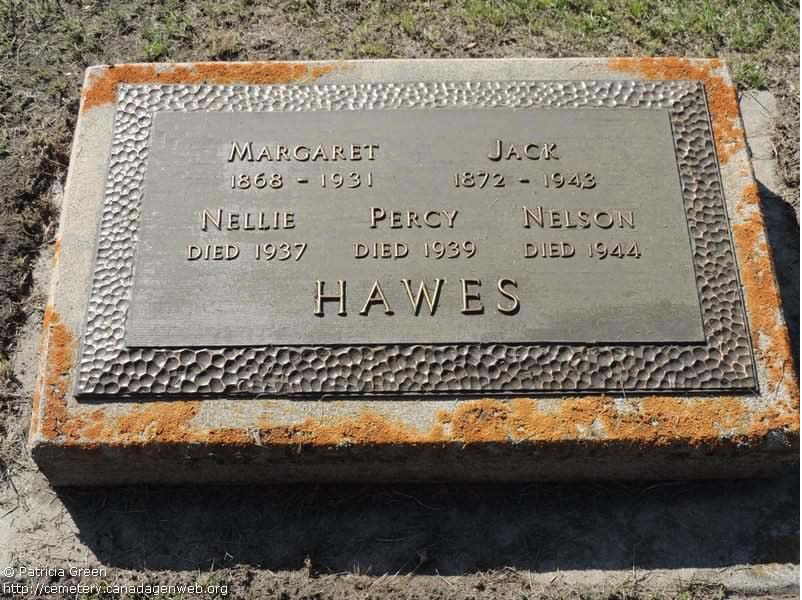 MARGARET JACK
1868 - 1931 1872 - 1943
NELLIE PERCY NELSON
DIED 1937 DIED 1939 DIED 1944
HAWES
© Patricia Green
http://cemetery.canadagenweb.org